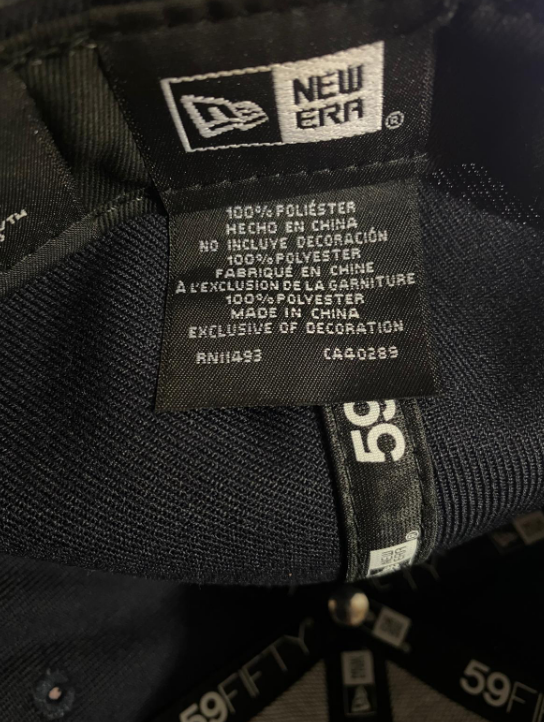 NEW
ERA®
100% POLIÉSTER
HECHO EN CHINA
NO INCLUYE DECORACIÓN
100% POLYESTER
FABRIQUÉ EN CHINE
À L'EXCLUSION DE LA GARNITURE
100% POLYESTER
MADE IN CHINA
EXCLUSIVE OF DECORATION
RN11493 CA40289
59
59FIFTY
59FI